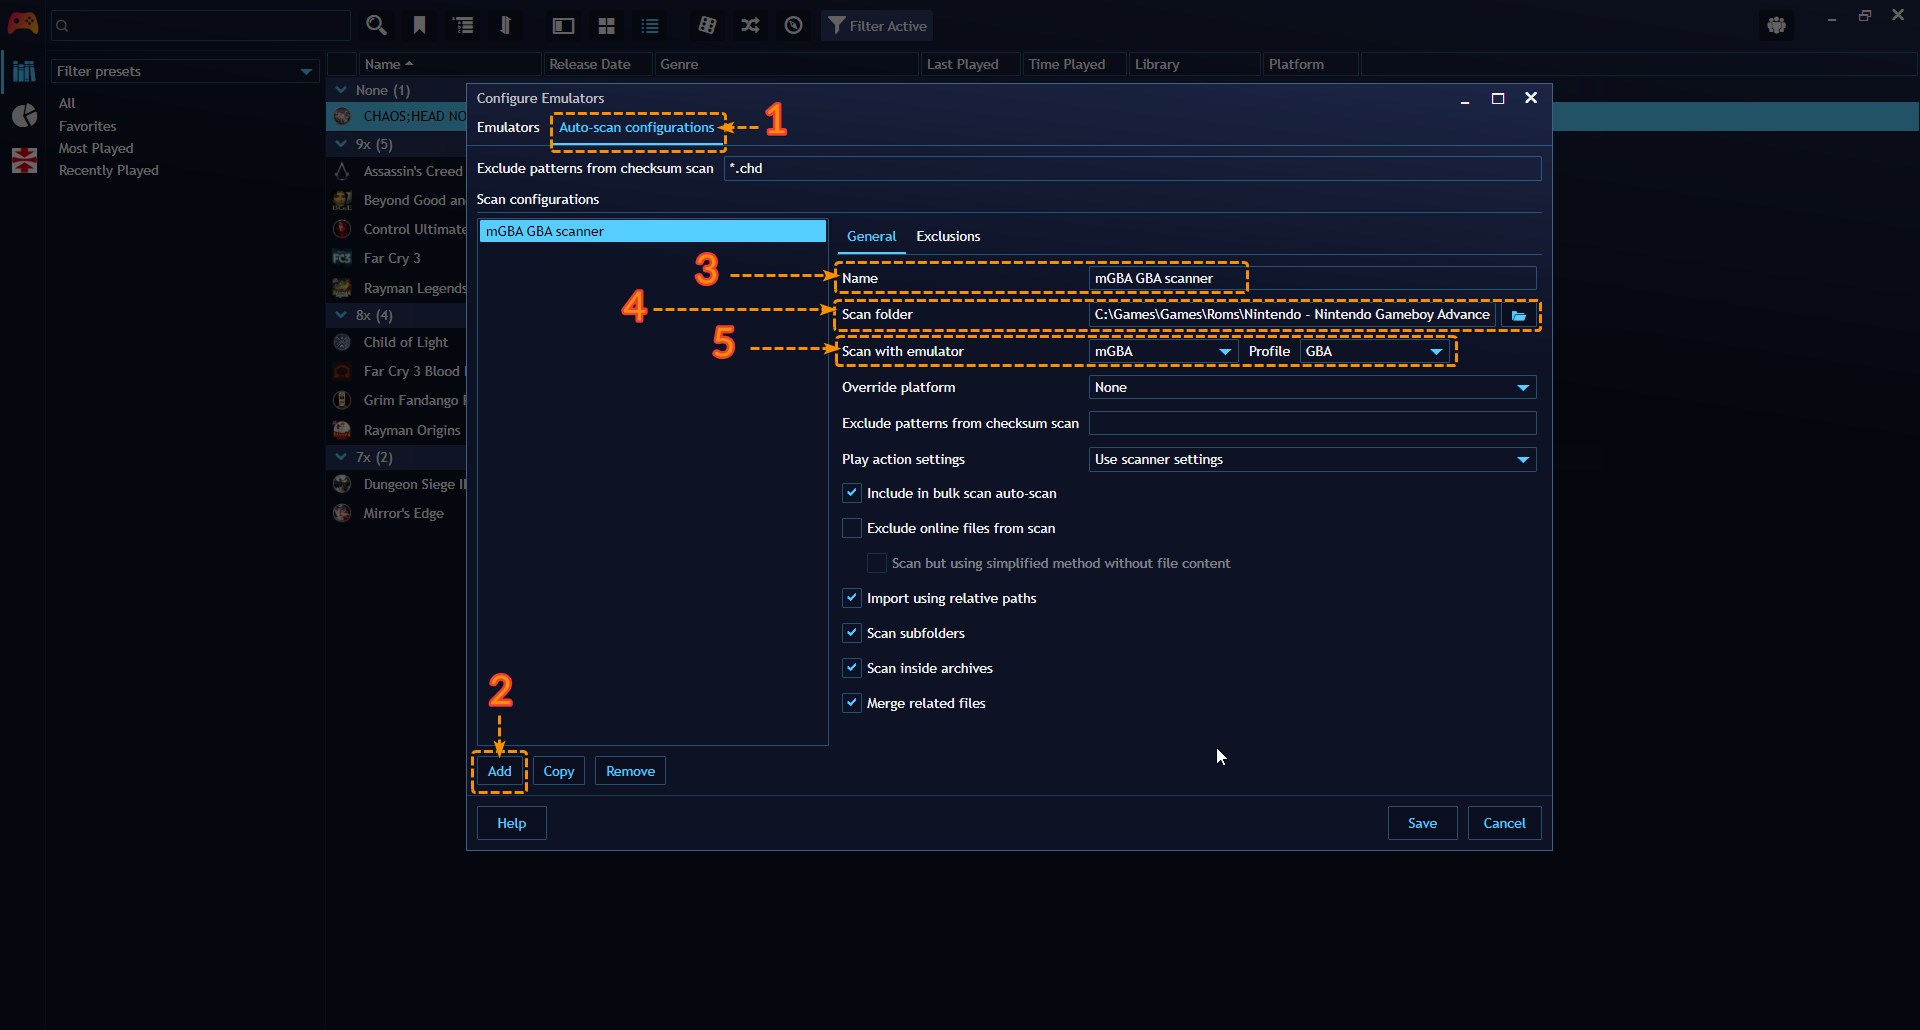 Filter Active
Filter presets
All
Favorites
Most Played
Recently Played
Name
Release Date
Genre
Last Played
Time Played
Library
Platform
None (1)
CHAOS;HEAD NO
9x (5)
Assassin's Creed
Beyond Good an
Control Ultimate
FC3
Far Cry 3
Rayman Legends
8x (4)
Child of Light
Far Cry 3 Blood
Grim Fandango
Rayman Origins
7x (2)
Dungeon Siege II
Mirror's Edge
Configure Emulators
Emulators
Auto-scan configurations
1
Exclude patterns from checksum scan
*.chd
Scan configurations
mGBA GBA scanner
General
Exclusions
3
Name
mGBA GBA scanner
4
Scan folder
C:\Games\Games\Roms\Nintendo - Nintendo Gameboy Advance
5
Scan with emulator
mGBA
Profile
GBA
Override platform
None
Exclude patterns from checksum scan
Play action settings
Use scanner settings
Include in bulk scan auto-scan
Exclude online files from scan
Scan but using simplified method without file content
Import using relative paths
Scan subfolders
Scan inside archives
Merge related files
2
Add
Copy
Remove
Help
Save
Cancel